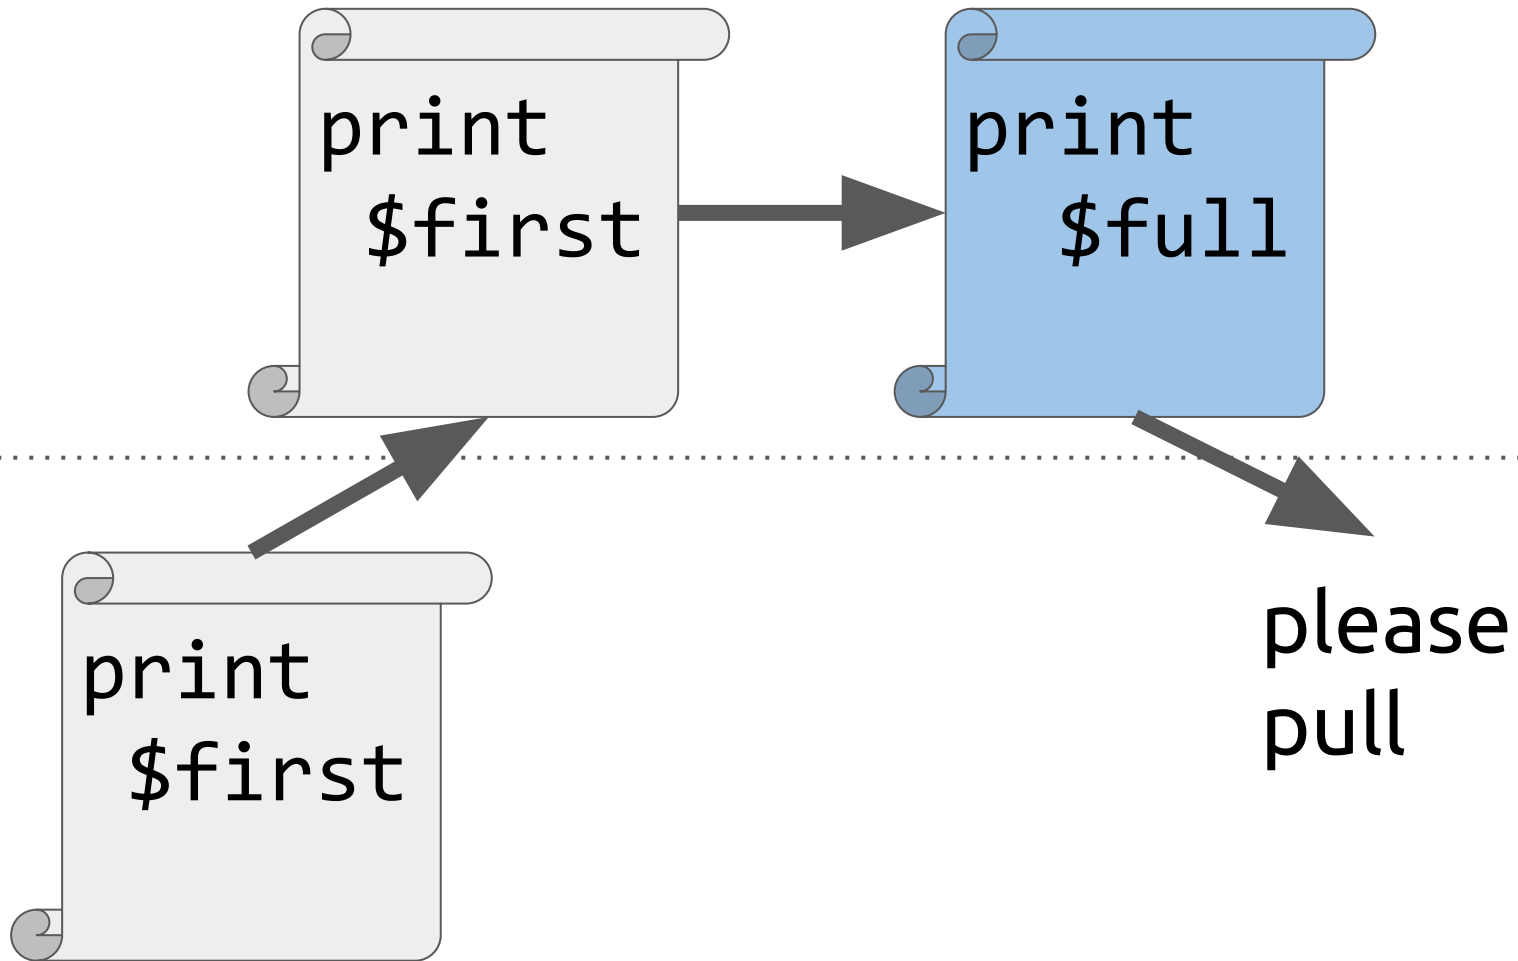 print
$first
print
$full
print
$first
please
pull